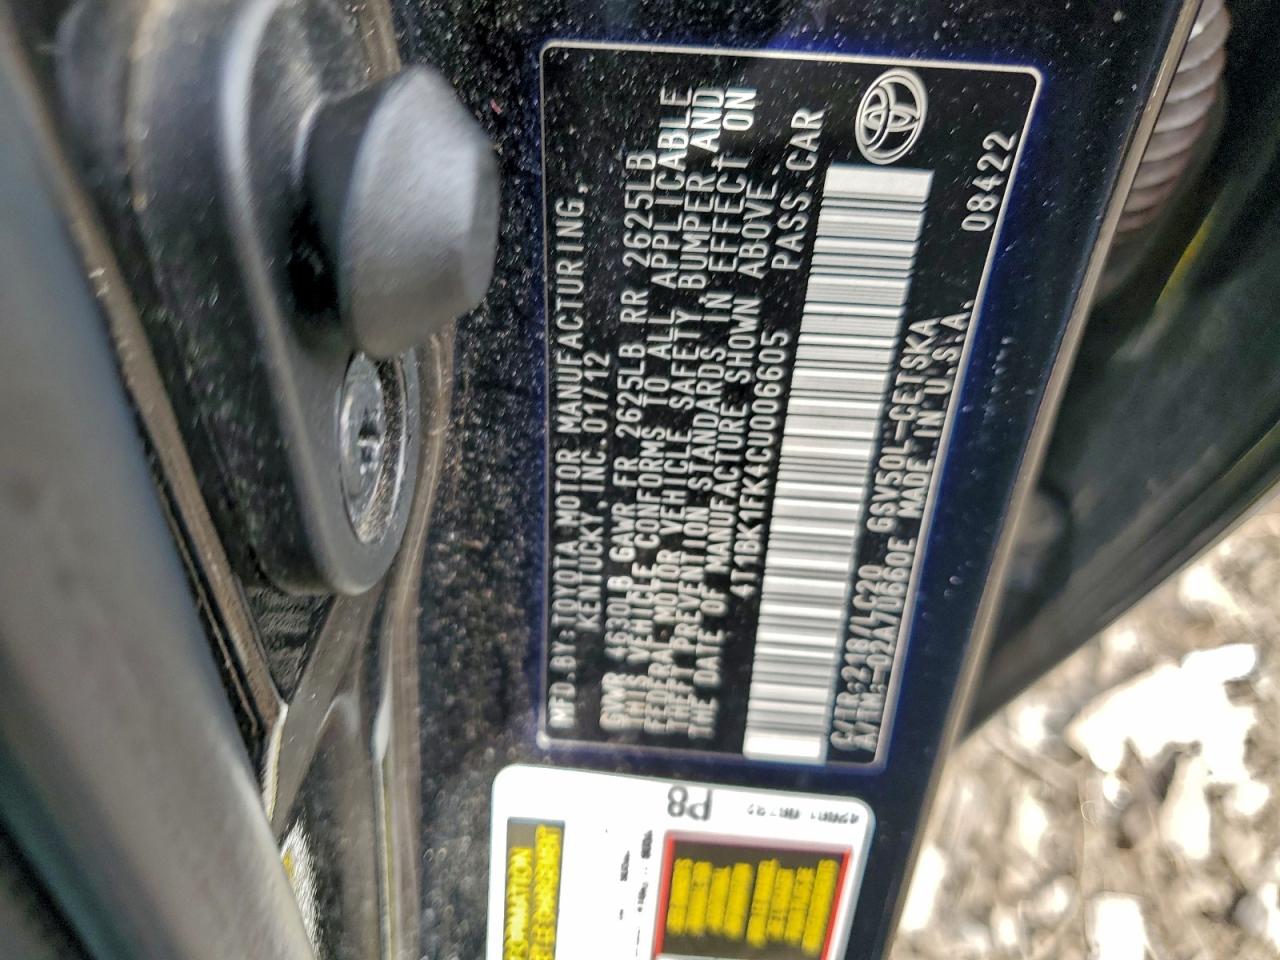 MFD.BY:TOYOTA MOTOR MANUFACTURING,
KENTUCKY,INC.01/12
GVWR 4630LB GAWR FR 2625LB RR 2625LB
THIS VEHICLE CONFORMS TO ALL APPLICABLE
FEDERAL MOTOR VEHICLE SAFETY,BUMPER AND
THEFT PREVENTION STANDARDS IN EFFECT ON
THE DATE OF MANUFACTURE SHOWN ABOVE.
4T1BK1FK4CU006605 PASS.CAR
C/TR:218/LC20 GSV50L-CETSKA
A/TM:-02A/U660E MADE IN U.S.A.
08422
P8